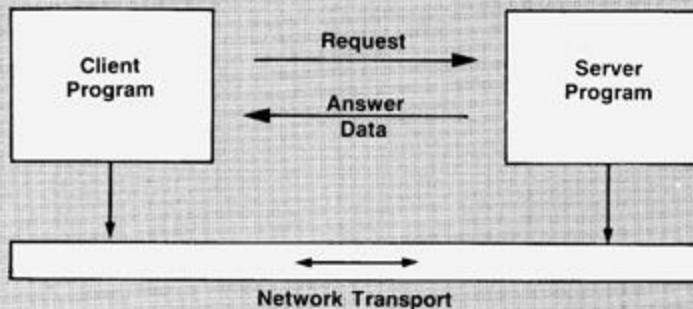 Client
Program
Request
Answer
Data
Server
Program
Network Transport